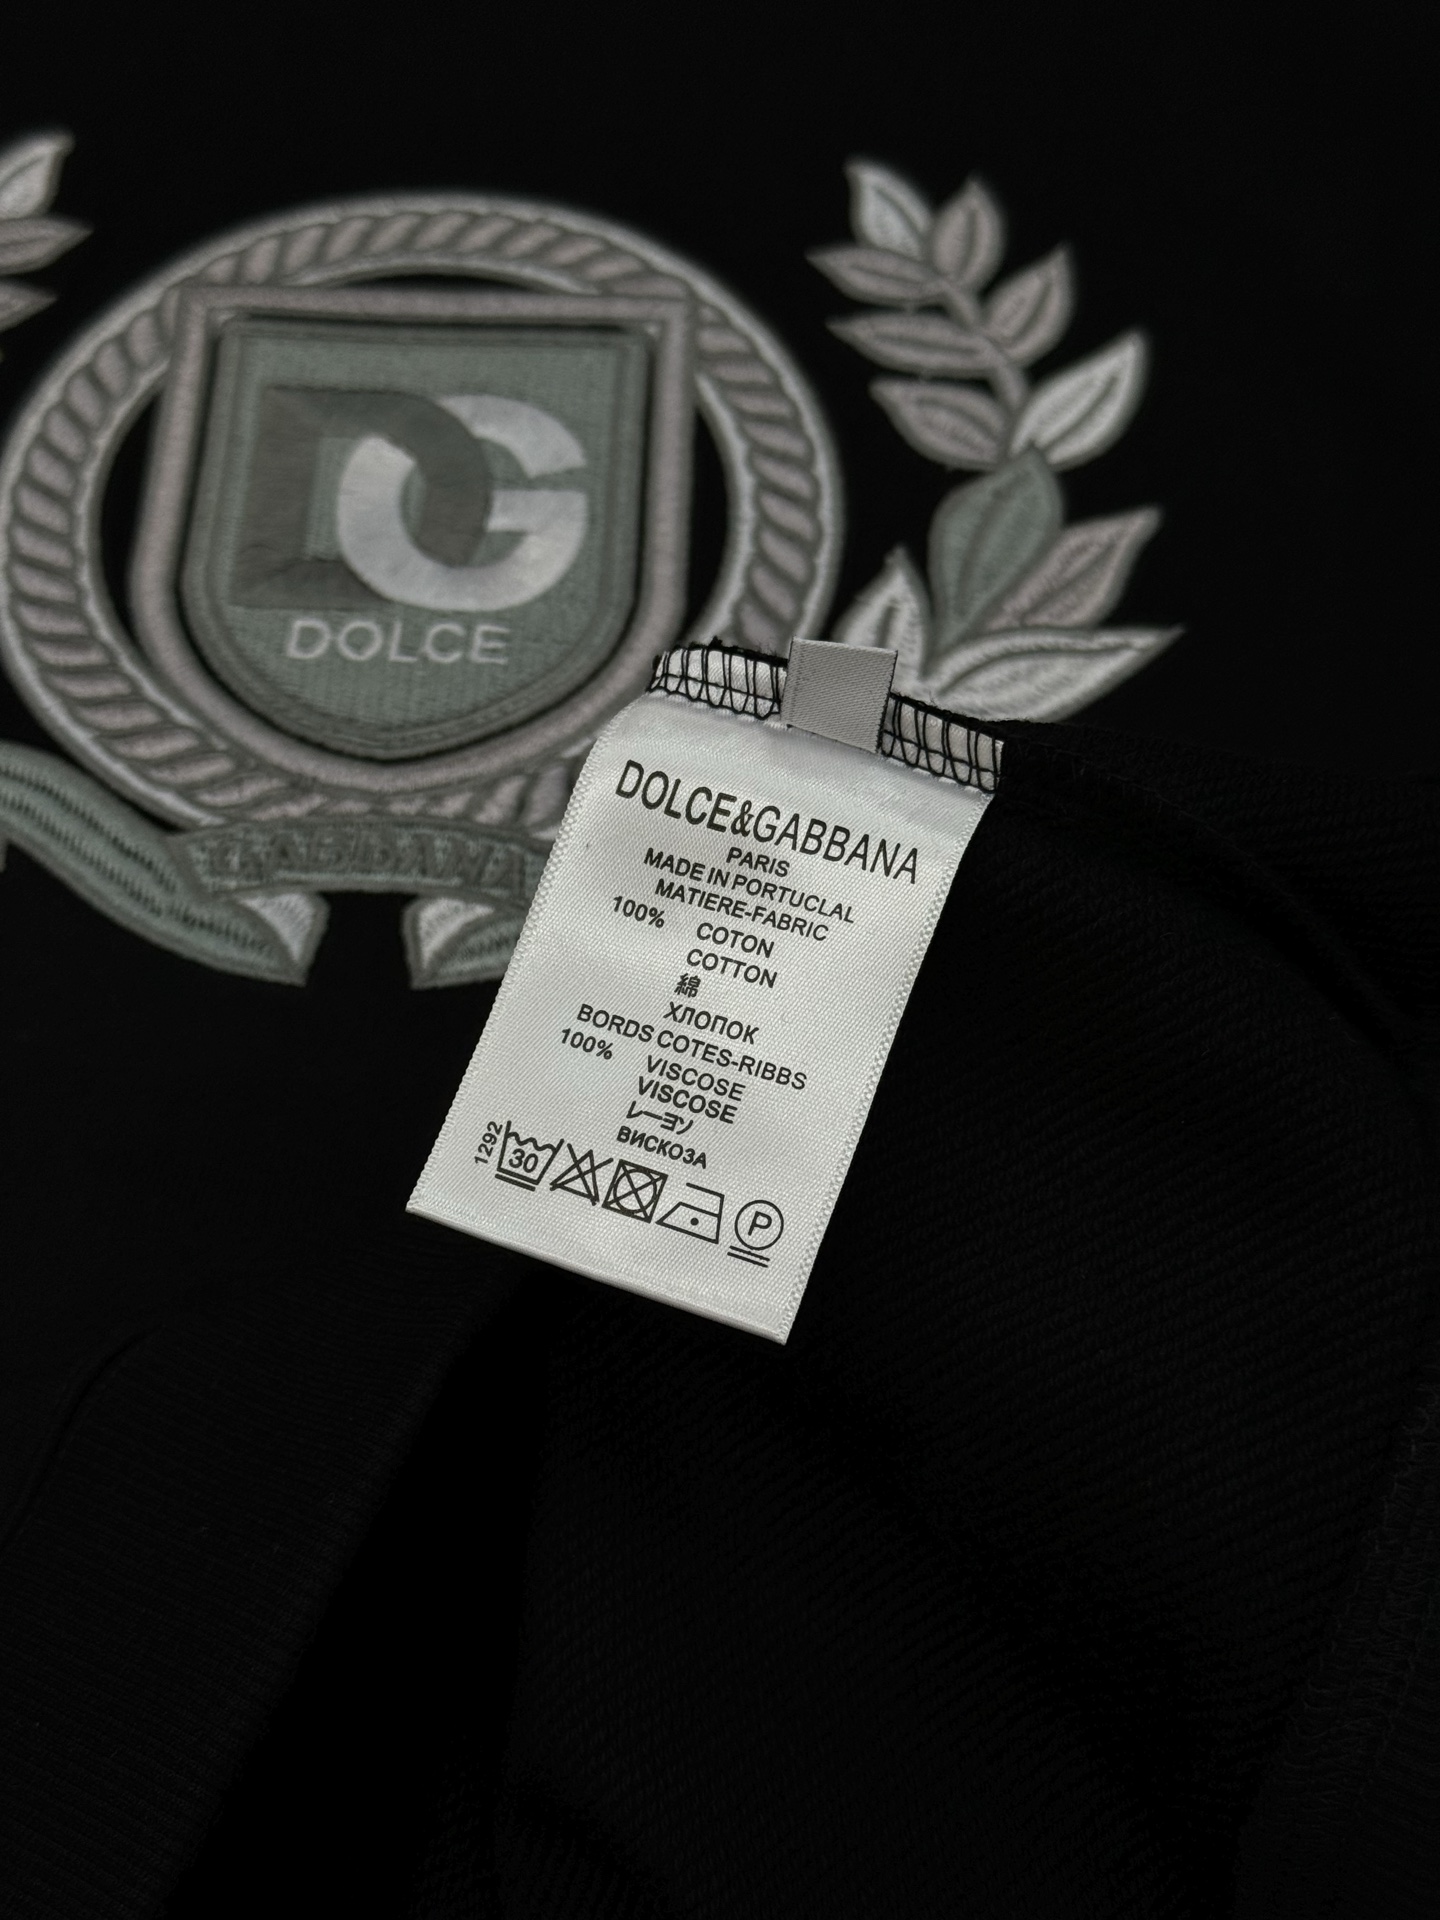 DG
DOLCE
GABBANA
DOLCE&GABBANA
PARIS
MADE IN PORTUCLAL
MATIERE-FABRIC
100% COTON
COTTON
綿
ХЛОПОК
BORDS COTES-RIBBS
100% VISCOSE
VISCOSE
レーヨン
ВИСКОЗА
1292
30
P